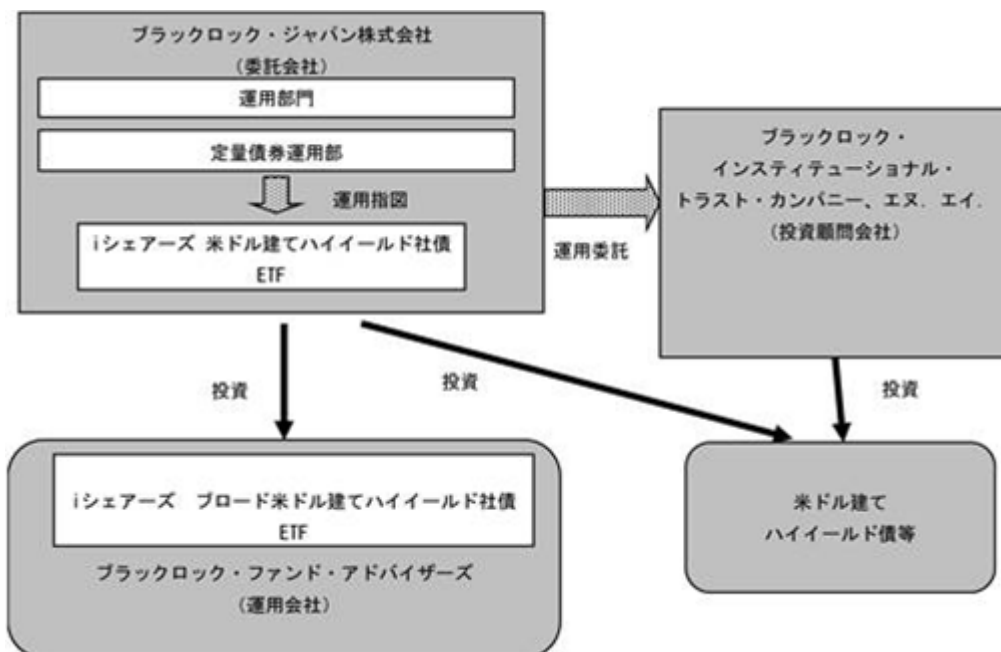 ブラックロック・ジャパン株式会社
（委託会社）
運用部門
定量債券運用部
運用指図
iシェアーズ 米ドル建てハイイールド社債
ETF
運用委託
ブラックロック・
インスティテューショナル・
トラスト・カンパニー、エヌ．エイ．
（投資顧問会社）
投資
投資
投資
iシェアーズ　ブロード米ドル建てハイイールド社債
ETF
ブラックロック・ファンド・アドバイザーズ
（運用会社）
米ドル建て
ハイイールド債等